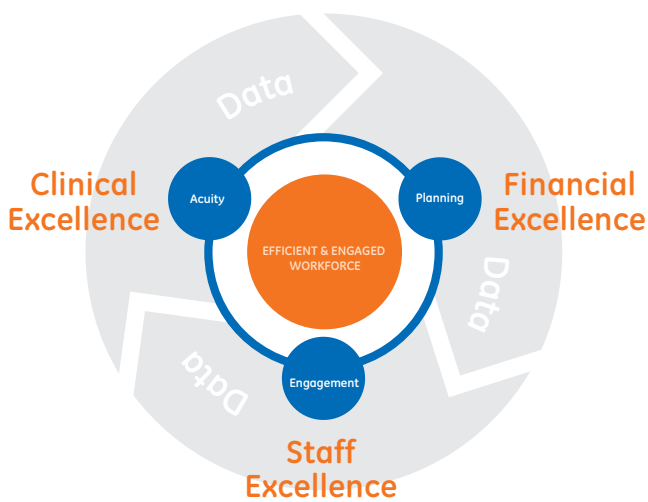 Data
Clinical
Excellence
Acuity
Planning
Financial
Excellence
EFFICIENT & ENGAGED
WORKFORCE
Data
Data
Engagement
Staff
Excellence